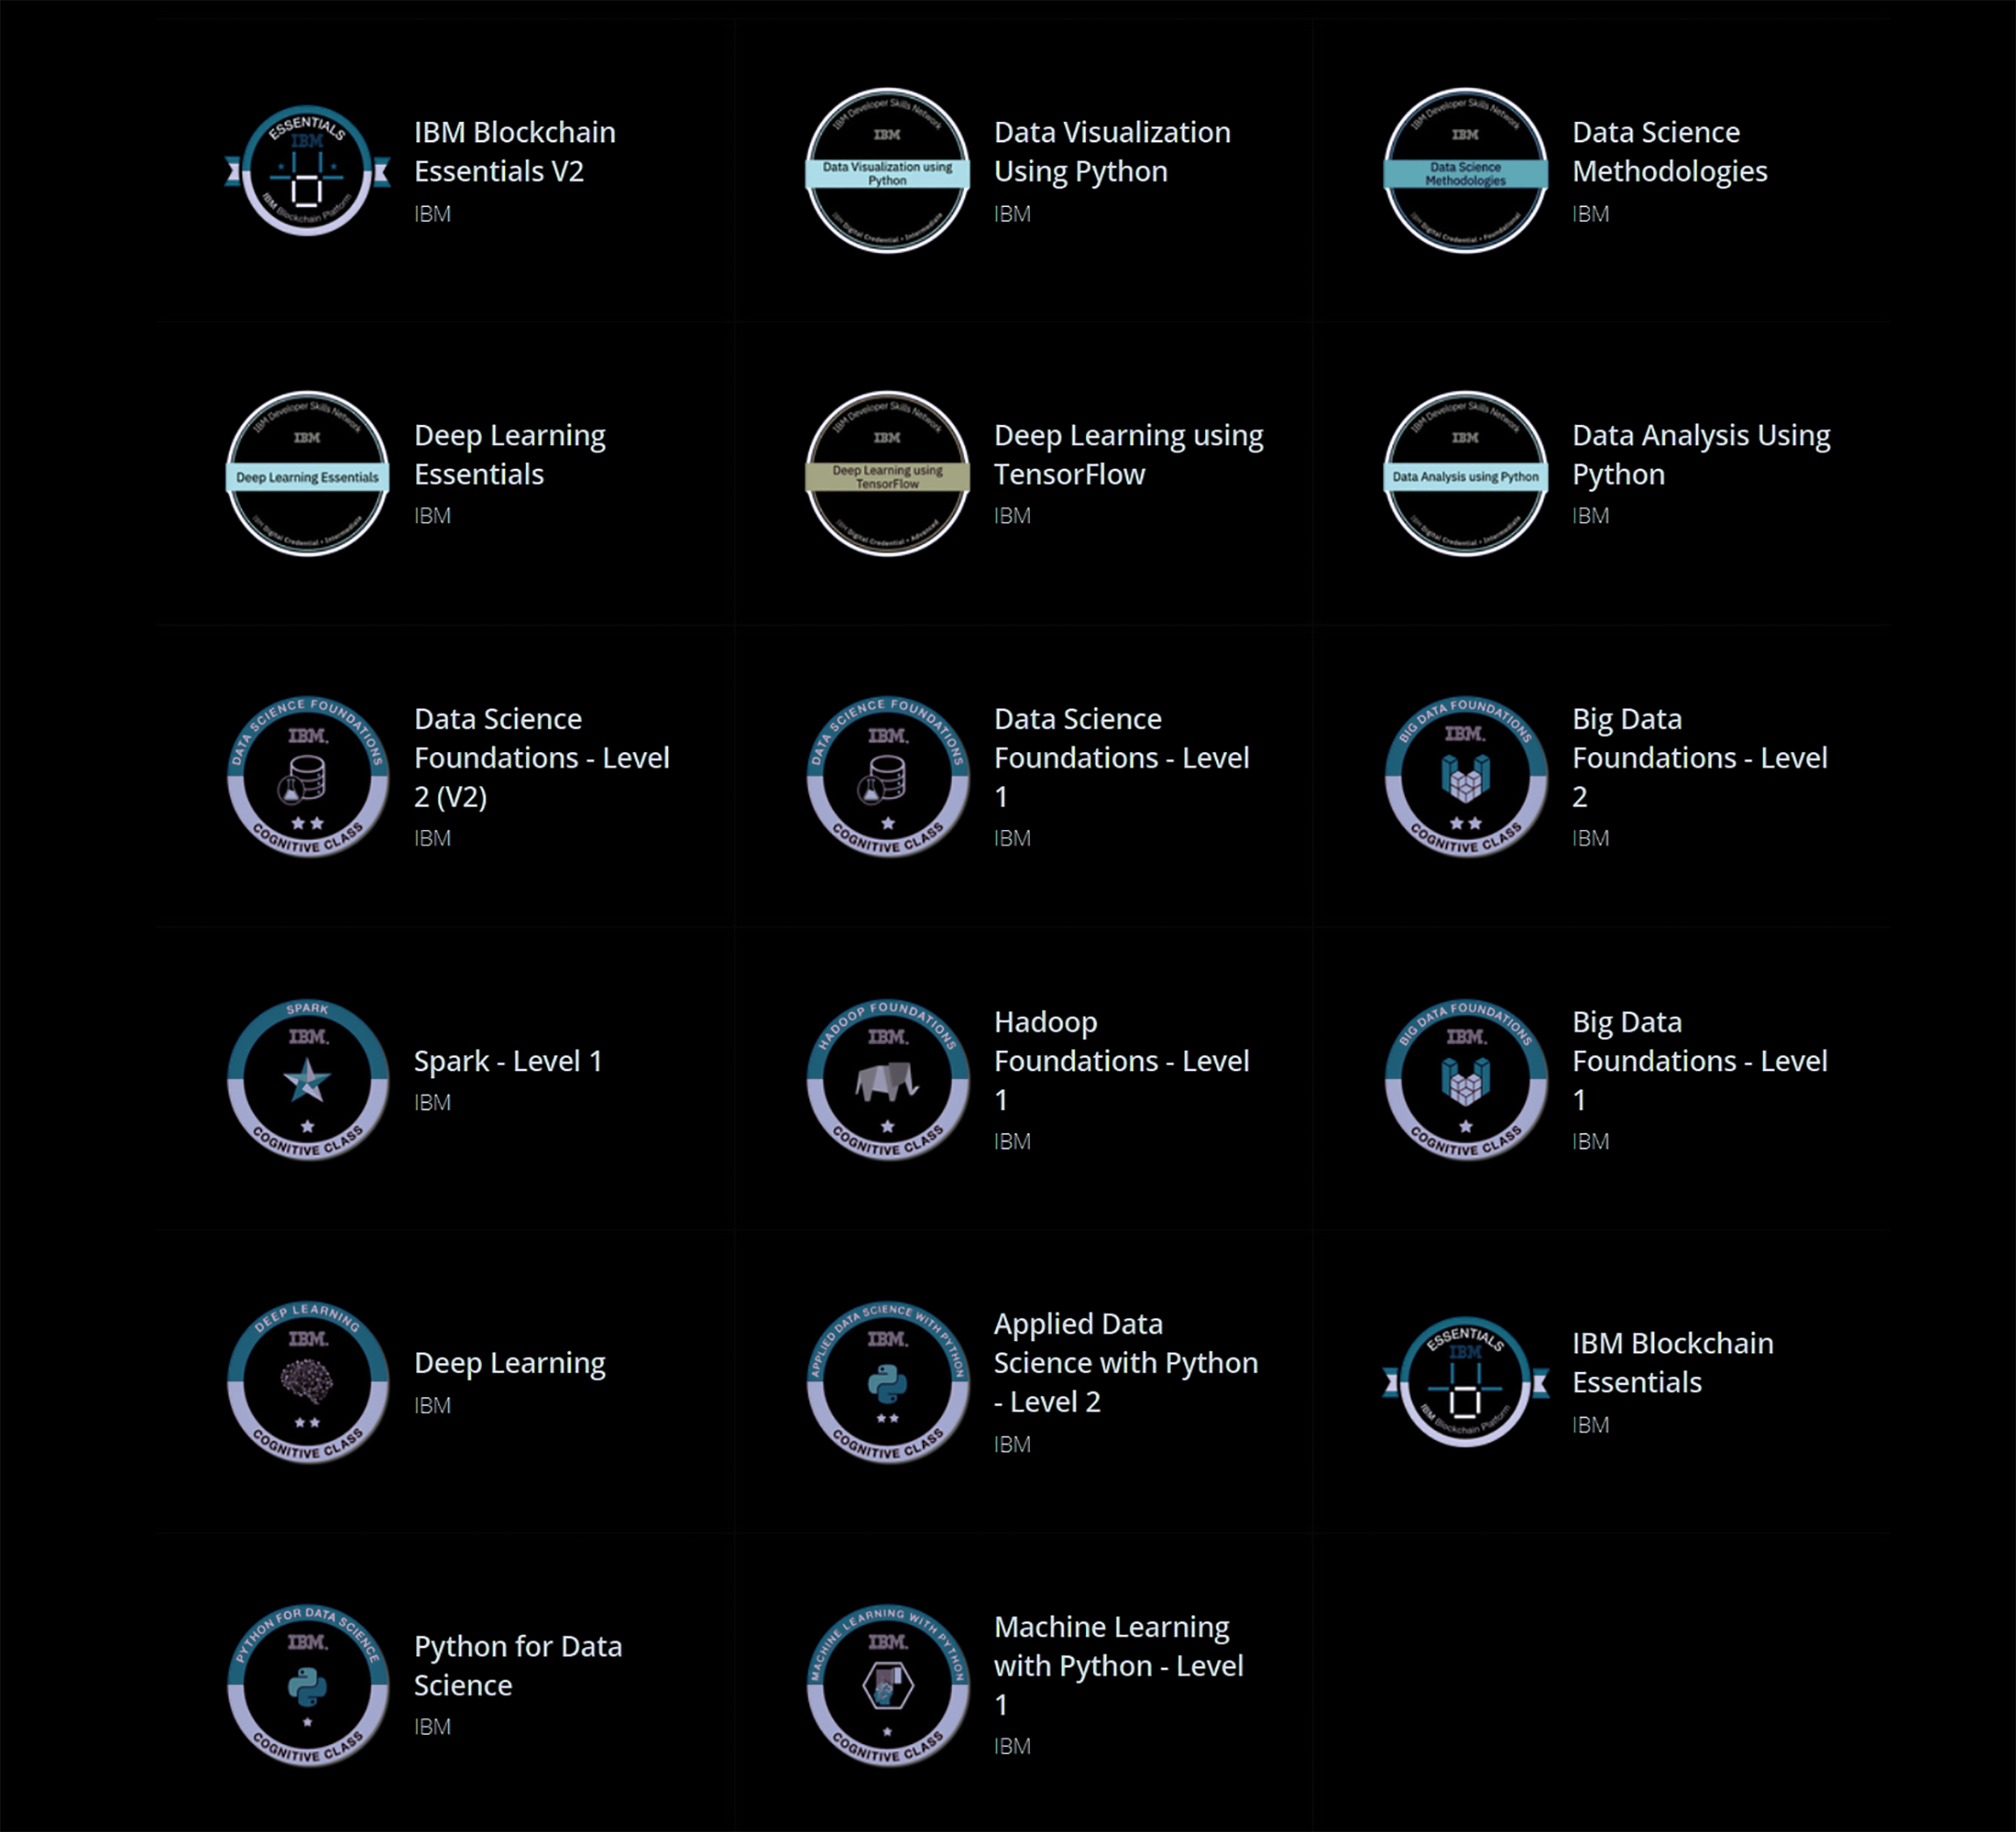 ESSENTIALS
IBM
IBM Blockchain Platform
IBM Blockchain
Essentials V2
IBM
IBM Developer Skills Network
IBM
Data Visualization using
Python
IBM Digital Credential • Intermediate
Data Visualization
Using Python
IBM
IBM Developer Skills Network
IBM
Data Science
Methodologies
IBM Digital Credential • Foundational
Data Science
Methodologies
IBM
IBM Developer Skills Network
IBM
Deep Learning Essentials
IBM Digital Credential • Intermediate
Deep Learning
Essentials
IBM
IBM Developer Skills Network
IBM
Deep Learning using
TensorFlow
IBM Digital Credential • Advanced
Deep Learning using
TensorFlow
IBM
IBM Developer Skills Network
IBM
Data Analysis using Python
IBM Digital Credential • Intermediate
Data Analysis Using
Python
IBM
DATA SCIENCE FOUNDATIONS
IBM.
COGNITIVE CLASS
Data Science
Foundations - Level
2 (V2)
IBM
DATA SCIENCE FOUNDATIONS
IBM.
COGNITIVE CLASS
Data Science
Foundations - Level
1
IBM
BIG DATA FOUNDATIONS
IBM.
COGNITIVE CLASS
Big Data
Foundations - Level
2
IBM
SPARK
IBM.
COGNITIVE CLASS
Spark - Level 1
IBM
HADOOP FOUNDATIONS
IBM.
COGNITIVE CLASS
Hadoop
Foundations - Level
1
IBM
BIG DATA FOUNDATIONS
IBM.
COGNITIVE CLASS
Big Data
Foundations - Level
1
IBM
DEEP LEARNING
IBM.
COGNITIVE CLASS
Deep Learning
IBM
APPLIED DATA SCIENCE WITH PYTHON
IBM.
COGNITIVE CLASS
Applied Data
Science with Python
- Level 2
IBM
ESSENTIALS
IBM
IBM Blockchain Platform
IBM Blockchain
Essentials
IBM
PYTHON FOR DATA SCIENCE
IBM.
COGNITIVE CLASS
Python for Data
Science
IBM
MACHINE LEARNING WITH PYTHON
IBM.
COGNITIVE CLASS
Machine Learning
with Python - Level
1
IBM